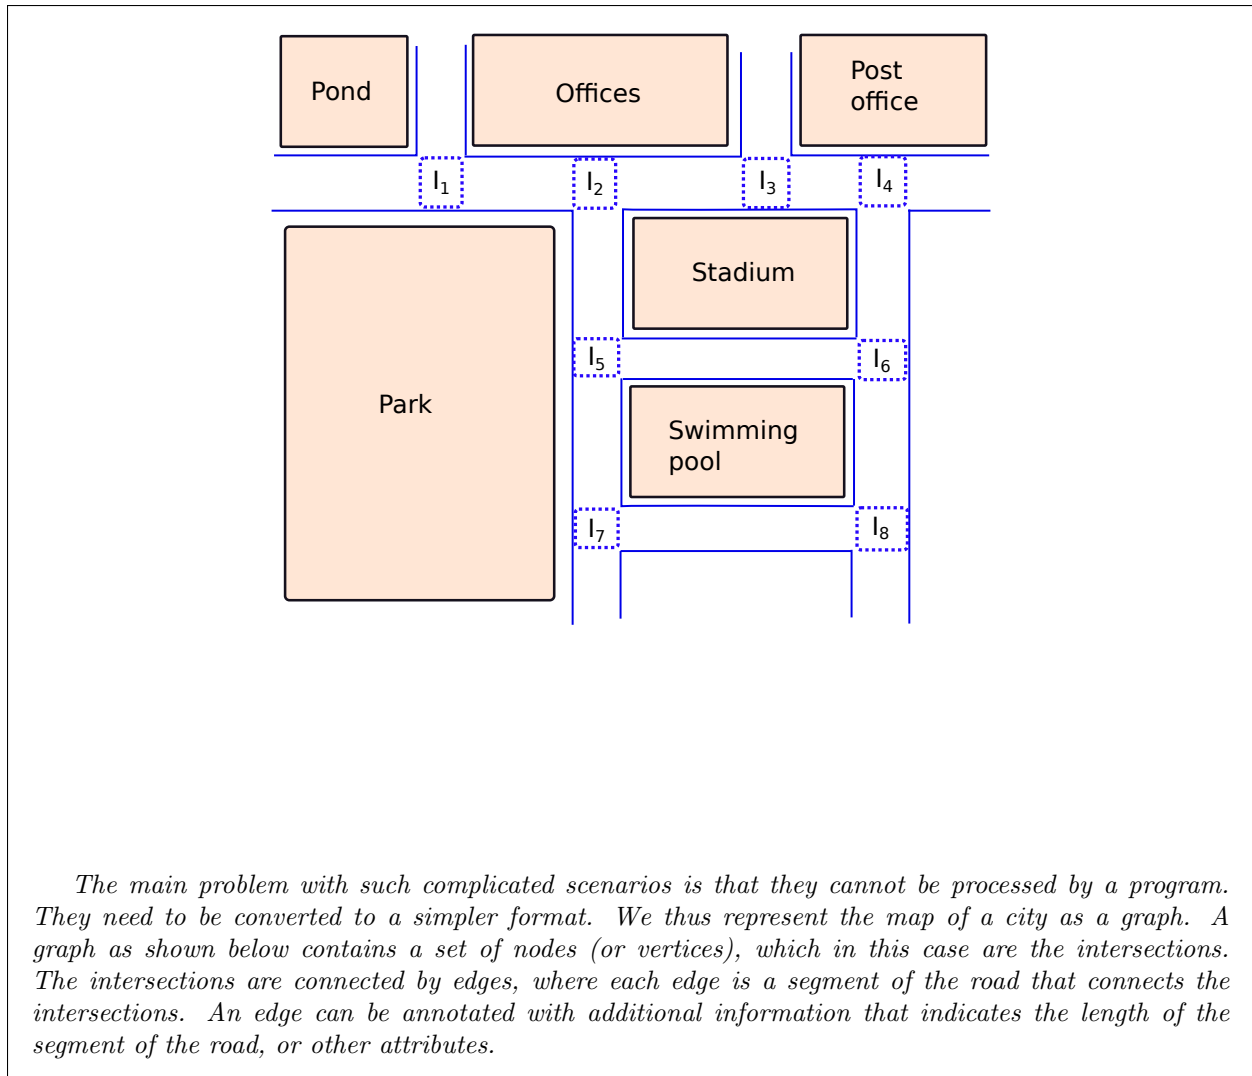 Pond
Offices
Post
office
I1
I2
I3
I4
Stadium
I5
I6
Park
Swimming
pool
I7
I8
The main problem with such complicated scenarios is that they cannot be processed by a program.
They need to be converted to a simpler format. We thus represent the map of a city as a graph. A
graph as shown below contains a set of nodes (or vertices), which in this case are the intersections.
The intersections are connected by edges, where each edge is a segment of the road that connects the
intersections. An edge can be annotated with additional information that indicates the length of the
segment of the road, or other attributes.